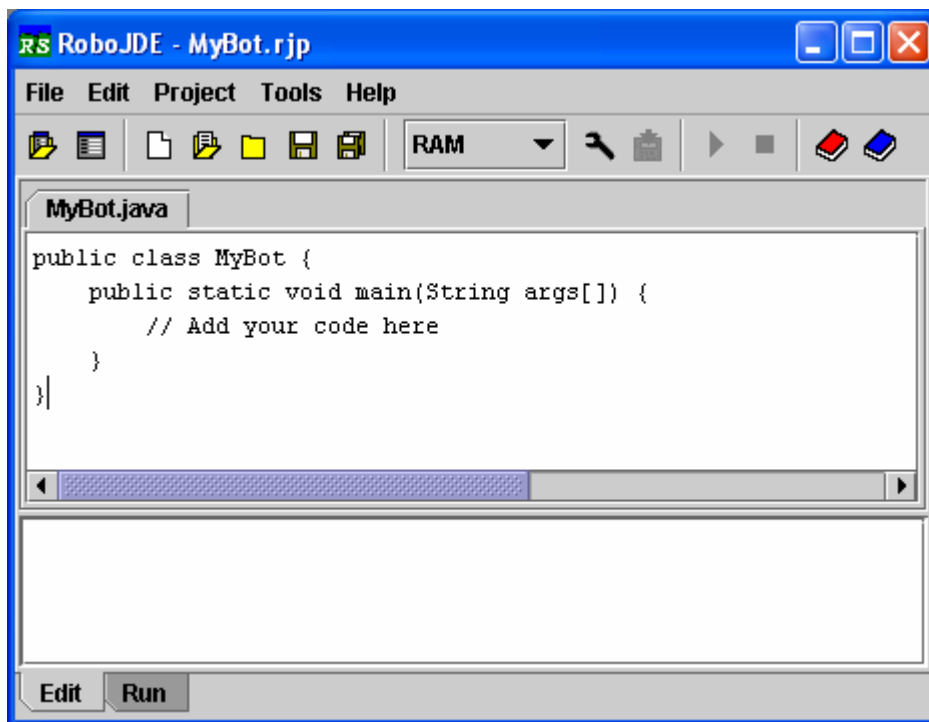 RS RoboJDE - MyBot.rjp
File Edit Project Tools Help
RAM
MyBot.java
public class MyBot {
    public static void main(String args[]) {
        // Add your code here
    }
}
Edit Run